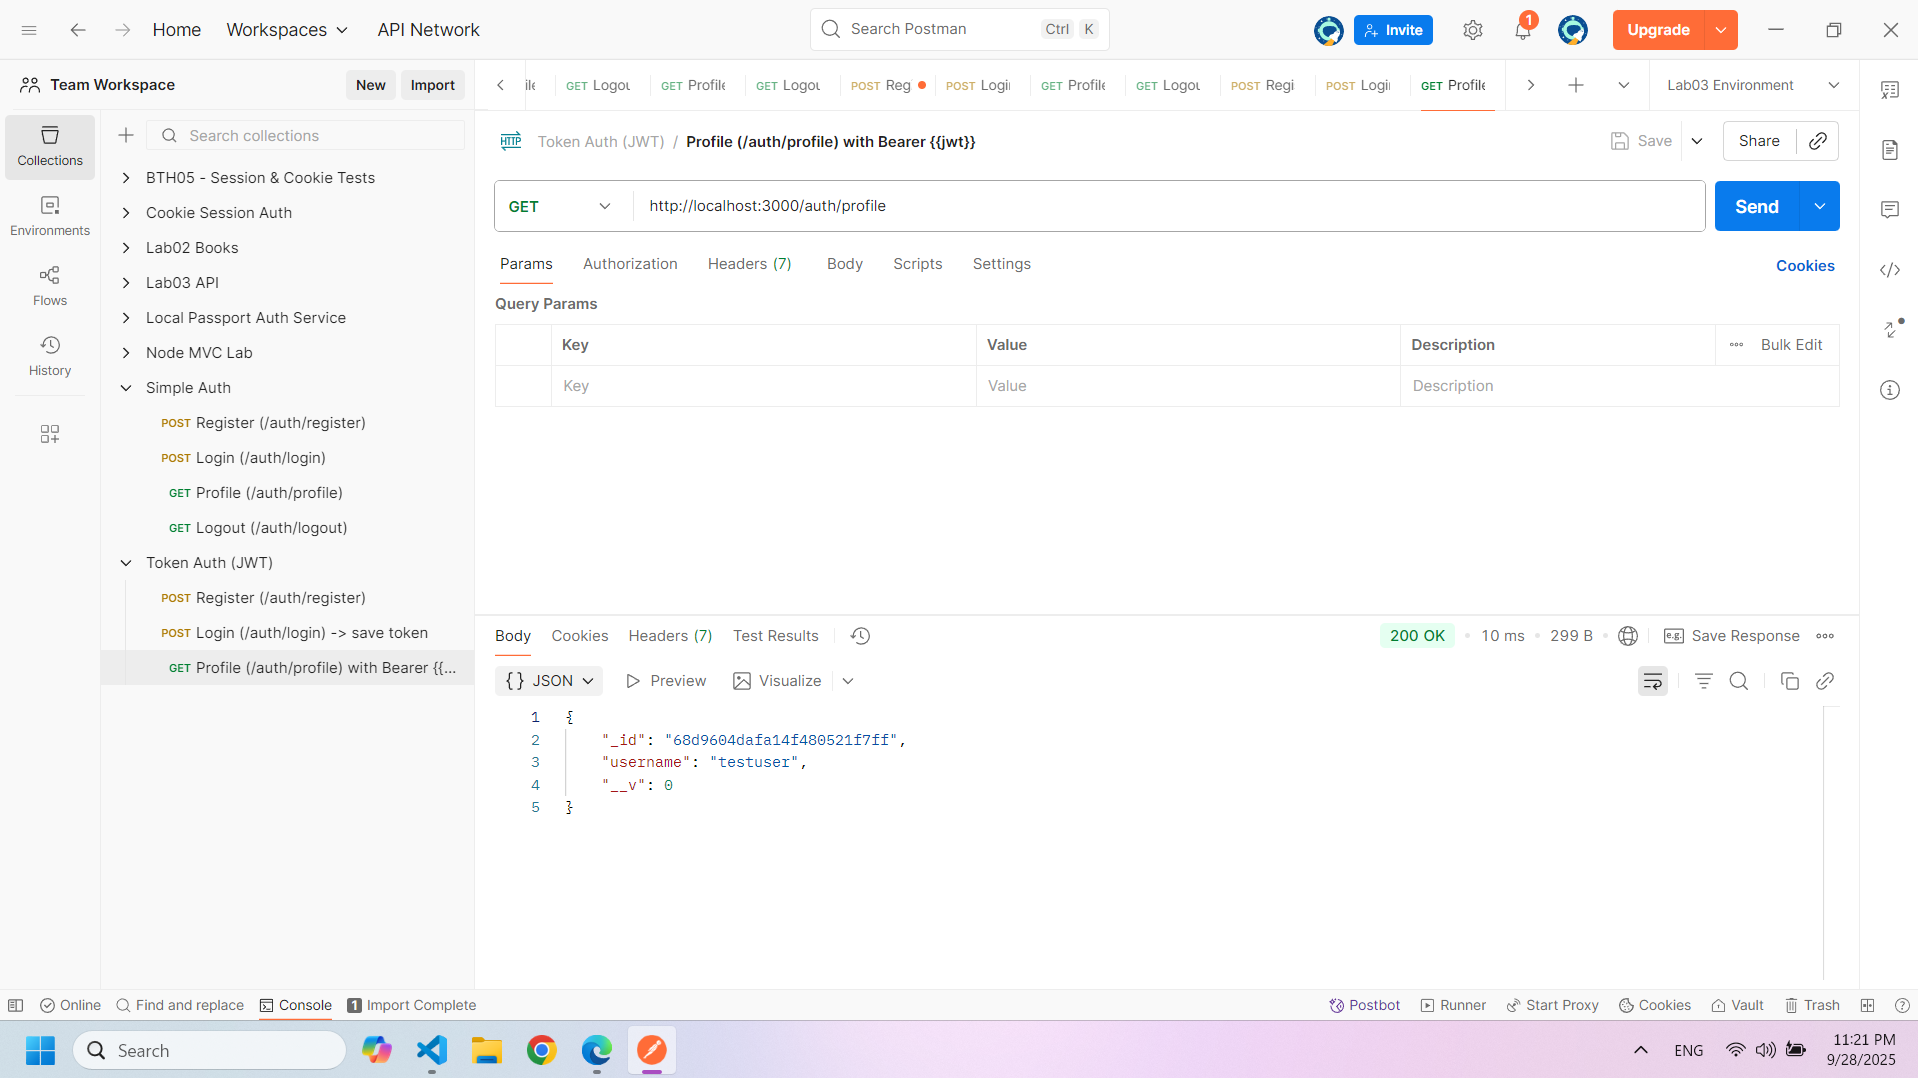 Home
Workspaces
API Network
Search Postman
Ctrl
K
Invite
1
Upgrade
Team Workspace
New
Import
GET Logou
GET Profile
GET Logou
POST Reg
POST Logi
GET Profile
GET Logou
POST Regi
POST Logi
GET Profile
Lab03 Environment
Collections
Environments
Flows
History
Search collections
BTH05 - Session & Cookie Tests
Cookie Session Auth
Lab02 Books
Lab03 API
Local Passport Auth Service
Node MVC Lab
Simple Auth
POST Register (/auth/register)
POST Login (/auth/login)
GET Profile (/auth/profile)
GET Logout (/auth/logout)
Token Auth (JWT)
POST Register (/auth/register)
POST Login (/auth/login) -> save token
GET Profile (/auth/profile) with Bearer {{...
HTTP
Token Auth (JWT) / Profile (/auth/profile) with Bearer {{jwt}}
Save
Share
GET
http://localhost:3000/auth/profile
Send
Params
Authorization
Headers (7)
Body
Scripts
Settings
Cookies
Query Params
Key
Value
Description
Bulk Edit
Key
Value
Description
Body
Cookies
Headers (7)
Test Results
200 OK
10 ms
299 B
e.g.
Save Response
{} JSON
Preview
Visualize
1 {
2 "_id": "68d9604dafa14f480521f7ff",
3 "username": "testuser",
4 "__v": 0
5 }
Online
Find and replace
Console
1 Import Complete
Postbot
Runner
Start Proxy
Cookies
Vault
Trash
Search
ENG
11:21 PM
9/28/2025